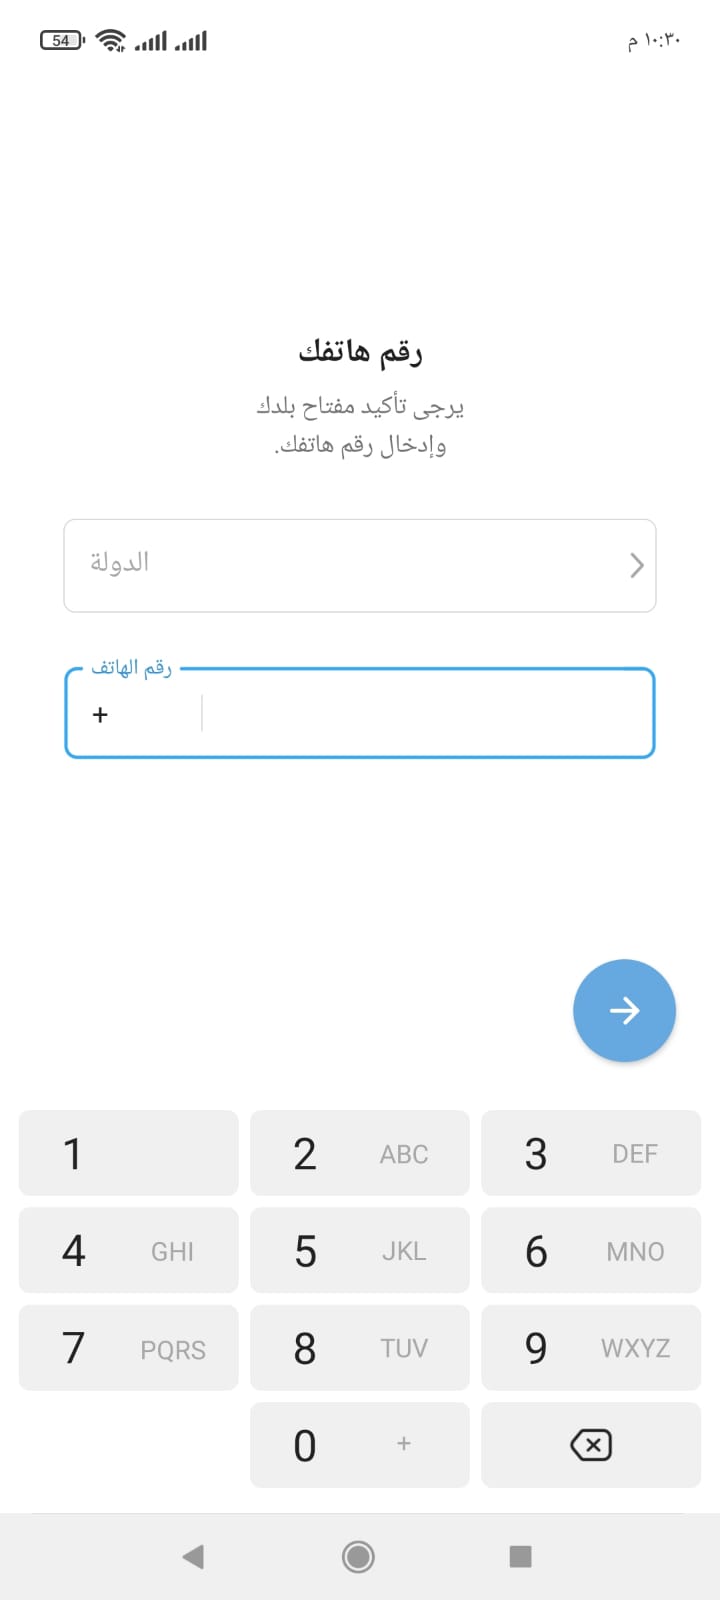 54
١٠:٣٠ م
رقم هاتفك
يرجى تأكيد مفتاح بلدك
وإدخال رقم هاتفك.
الدولة
رقم الهاتف
+
1
2 ABC
3 DEF
4 GHI
5 JKL
6 MNO
7 PQRS
8 TUV
9 WXYZ
0 +